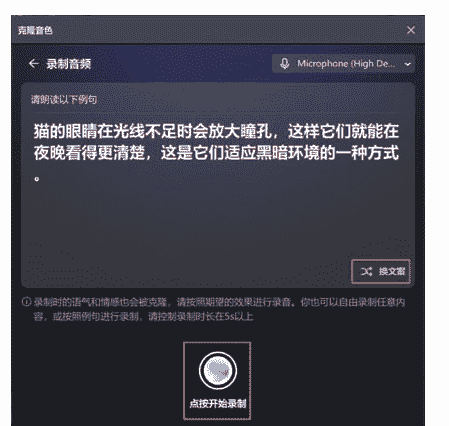 克隆音色
录制音频
Microphone (High De...
请朗读以下例句
猫的眼睛在光线不足时会放大瞳孔，这样它们就能在
夜晚看得更清楚，这是它们适应黑暗环境的一种方式
。
换文案
录制时的语气和情感也会被克隆，请按照期望的效果进行录音。你也可以自由录制任意内
容，或按照例句进行录制，请控制录制时长在5s以上
点按开始录制